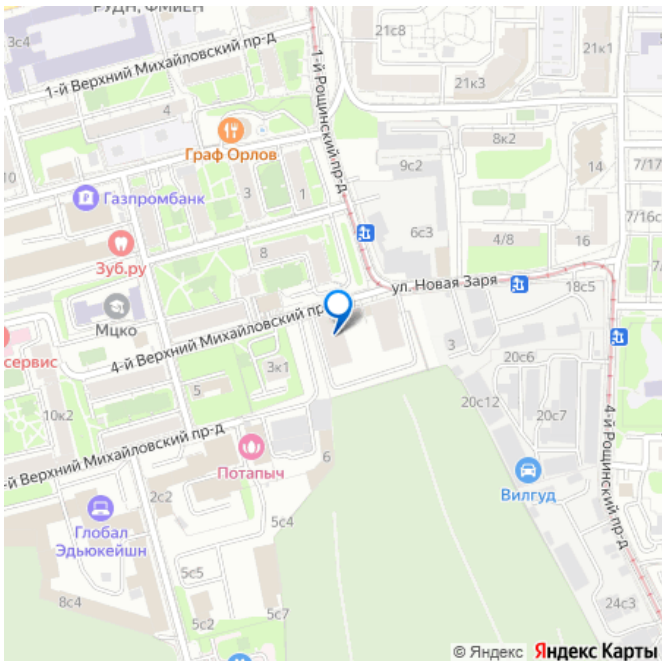 РУДН, ФМиЕН
3с4
1-й Верхний Михайловский пр-д
4
21с8
21к1
21к3
1-й Рощинский пр-д
Граф Орлов
8к2
9с2
14
7/17
10
Газпромбанк
3
1
7/16с
6с3
4/8
16
Зуб.ру
8
7/
ул. Новая Заря
18с5
Мцко
4-й Верхний Михайловский пр
3
сервис
3к1
20с6
5
10к2
20с12
20с7
4-й Рощинский пр-д
-й Верхний Михайловский пр-д
Потапыч
6
Вилгуд
2с2
Глобал
Эдьюкейшн
5с4
5с5
8с4
5с7
24с3
5с2
© Яндекс Яндекс Карты